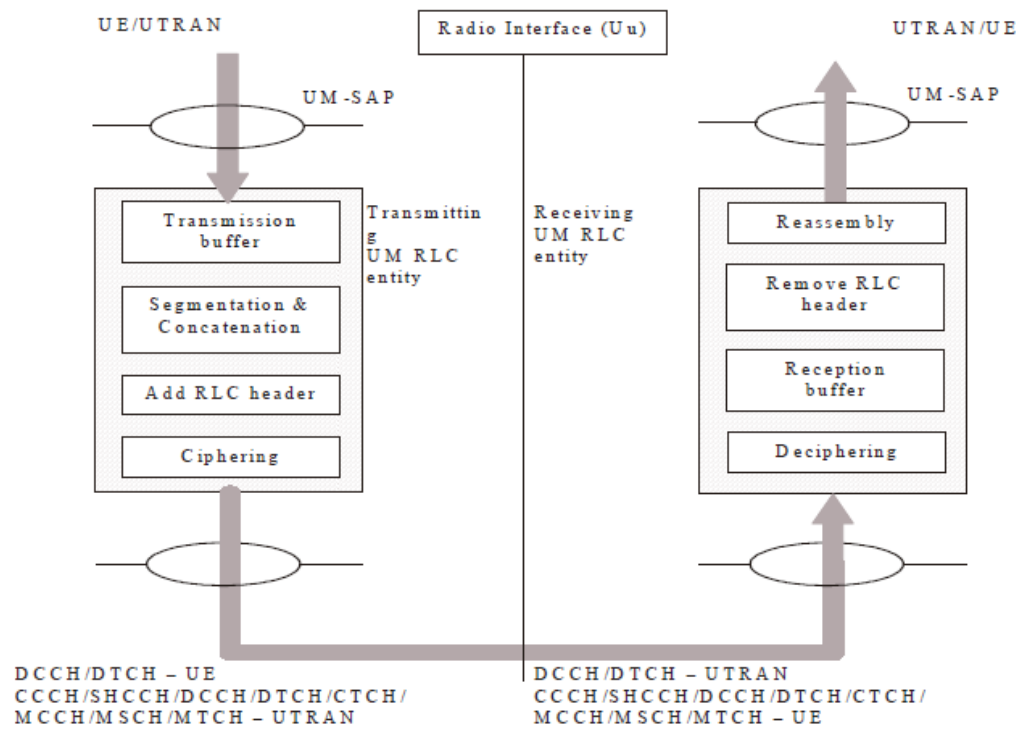 UE/UTRAN
Radio Interface (Uu)
UTRAN/UE
UM-SAP
UM-SAP
Transmission
buffer
Segmentation &
Concatenation
Add RLC header
Ciphering
Transmittin
g
UM RLC
entity
Receiving
UM RLC
entity
Reassembly
Remove RLC
header
Reception
buffer
Deciphering
DCCH/DTCH – UE
CCCH/SHCCH/DCCH/DTCH/CTCH/
MCCH/MSCH/MTCH – UTRAN
DCCH/DTCH – UTRAN
CCCH/SHCCH/DCCH/DTCH/CTCH/
MCCH/MSCH/MTCH – UE